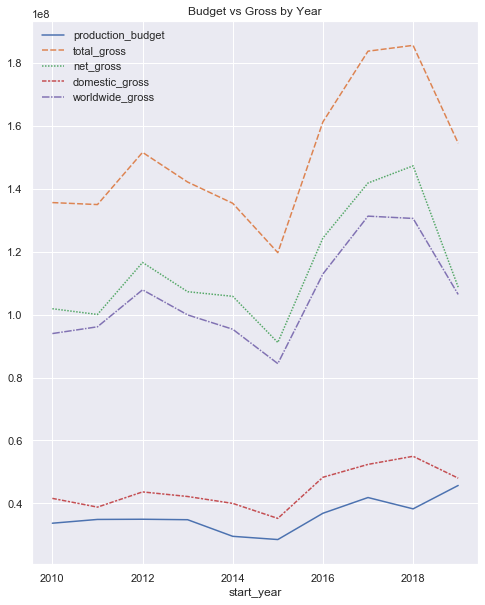 Budget vs Gross by Year
1e8
production_budget
total_gross
net_gross
domestic_gross
worldwide_gross
1.8
1.6
1.4
1.2
1.0
0.8
0.6
0.4
2010 2012 2014 2016 2018
start_year